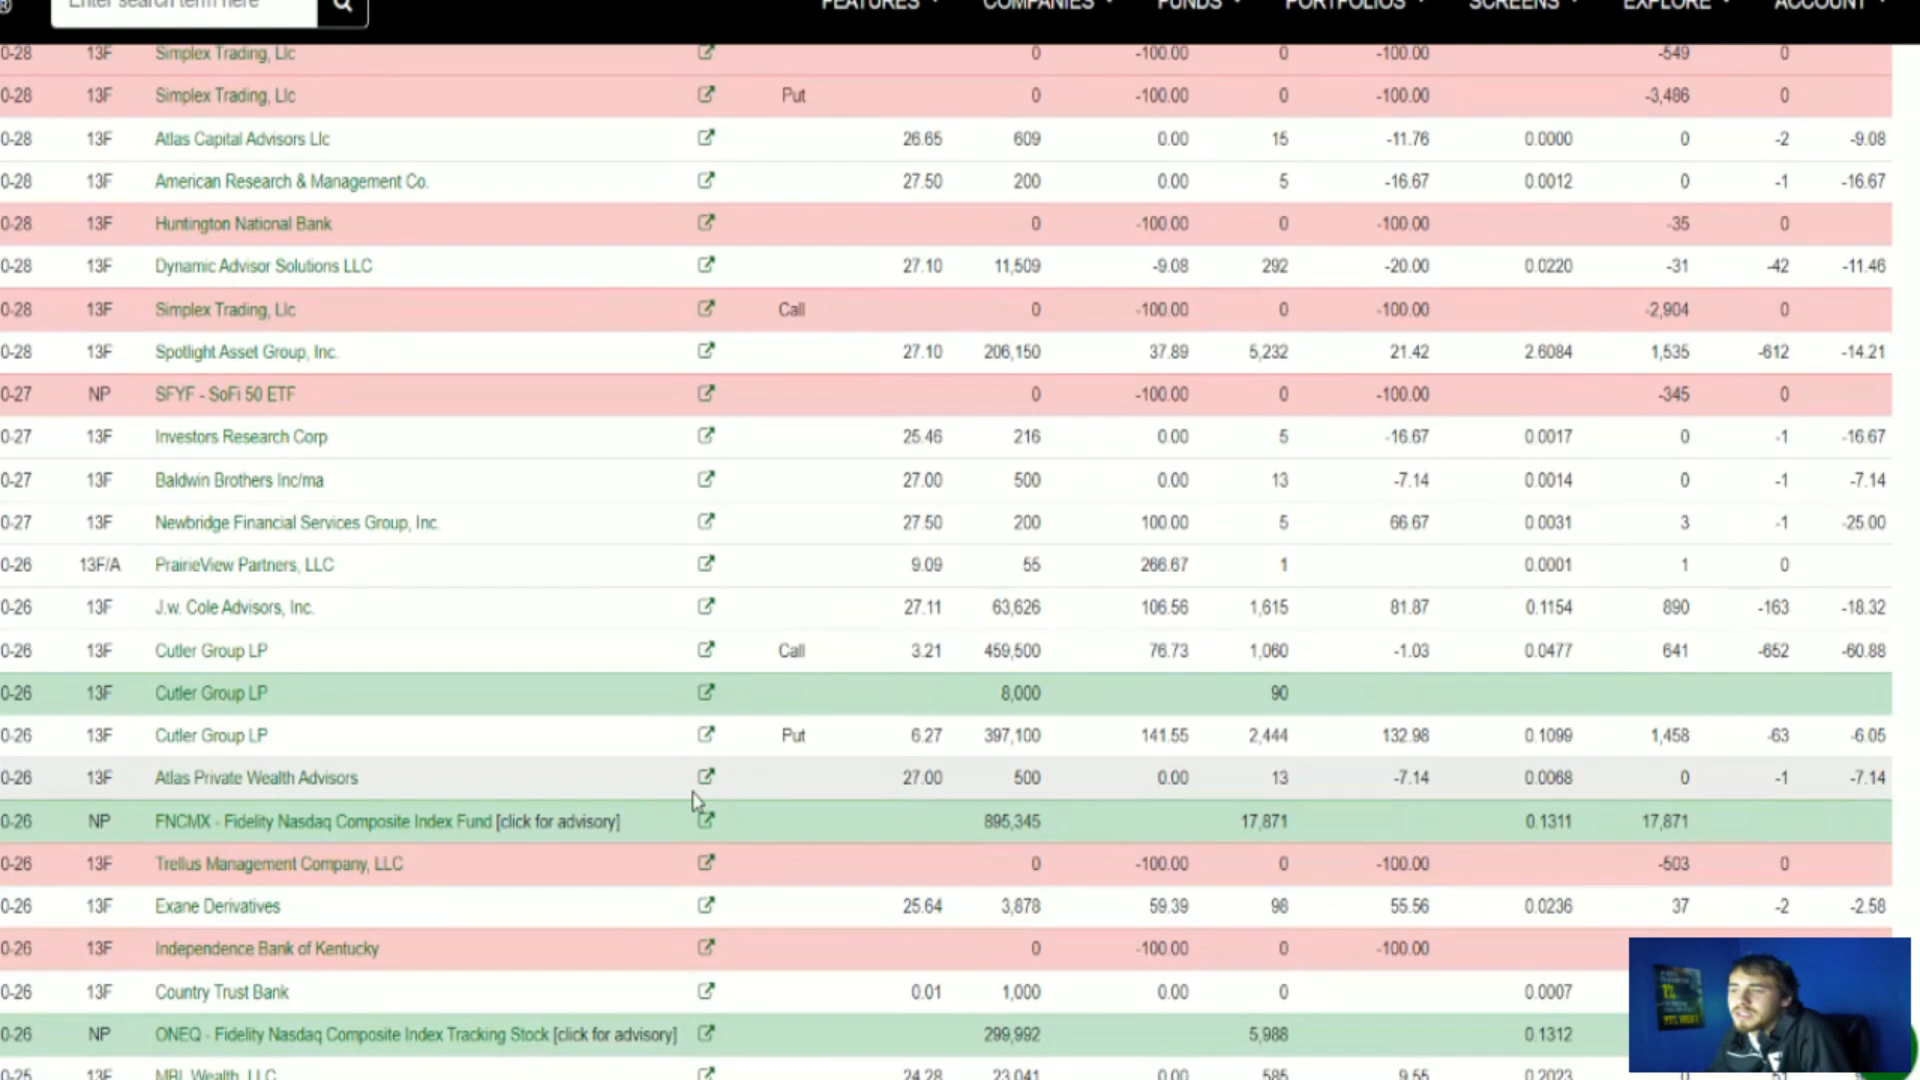 Enter search term here FEATURES COMPANIES FUNDS PORTFOLIOS SCREENS EXPLORE ACCOUNT
0-28 13F Simplex Trading, Llc 0 -100.00 0 -100.00 -549 0
0-28 13F Simplex Trading, Llc Put 0 -100.00 0 -100.00 -3,486 0
0-28 13F Atlas Capital Advisors Llc 26.65 609 0.00 15 -11.76 0.0000 0 -2 -9.08
0-28 13F American Research & Management Co. 27.50 200 0.00 5 -16.67 0.0012 0 -1 -16.67
0-28 13F Huntington National Bank 0 -100.00 0 -100.00 -35 0
0-28 13F Dynamic Advisor Solutions LLC 27.10 11,509 -9.08 292 -20.00 0.0220 -31 -42 -11.46
0-28 13F Simplex Trading, Llc Call 0 -100.00 0 -100.00 -2,904 0
0-28 13F Spotlight Asset Group, Inc. 27.10 206,150 37.89 5,232 21.42 2.6084 1,535 -612 -14.21
0-27 NP SFYF - SoFi 50 ETF 0 -100.00 0 -100.00 -345 0
0-27 13F Investors Research Corp 25.46 216 0.00 5 -16.67 0.0017 0 -1 -16.67
0-27 13F Baldwin Brothers Inc/ma 27.00 500 0.00 13 -7.14 0.0014 0 -1 -7.14
0-27 13F Newbridge Financial Services Group, Inc. 27.50 200 100.00 5 66.67 0.0031 3 -1 -25.00
0-26 13F/A PrairieView Partners, LLC 9.09 55 266.67 1 0.0001 1 0
0-26 13F J.w. Cole Advisors, Inc. 27.11 63,626 106.56 1,615 81.87 0.1154 890 -163 -18.32
0-26 13F Cutler Group LP Call 3.21 459,500 76.73 1,060 -1.03 0.0477 641 -652 -60.88
0-26 13F Cutler Group LP 8,000 90
0-26 13F Cutler Group LP Put 6.27 397,100 141.55 2,444 132.98 0.1099 1,458 -63 -6.05
0-26 13F Atlas Private Wealth Advisors 27.00 500 0.00 13 -7.14 0.0068 0 -1 -7.14
0-26 NP FNCMX - Fidelity Nasdaq Composite Index Fund [click for advisory] 895,345 17,871 0.1311 17,871
0-26 13F Trellus Management Company, LLC 0 -100.00 0 -100.00 -503 0
0-26 13F Exane Derivatives 25.64 3,878 59.39 98 55.56 0.0236 37 -2 -2.58
0-26 13F Independence Bank of Kentucky 0 -100.00 0 -100.00
0-26 13F Country Trust Bank 0.01 1,000 0.00 0 0.0007
0-26 NP ONEQ - Fidelity Nasdaq Composite Index Tracking Stock [click for advisory] 299,992 5,988 0.1312
0-25 13F MBL Wealth, LLC 24.28 23,041 0.00 585 9.55 0.2023